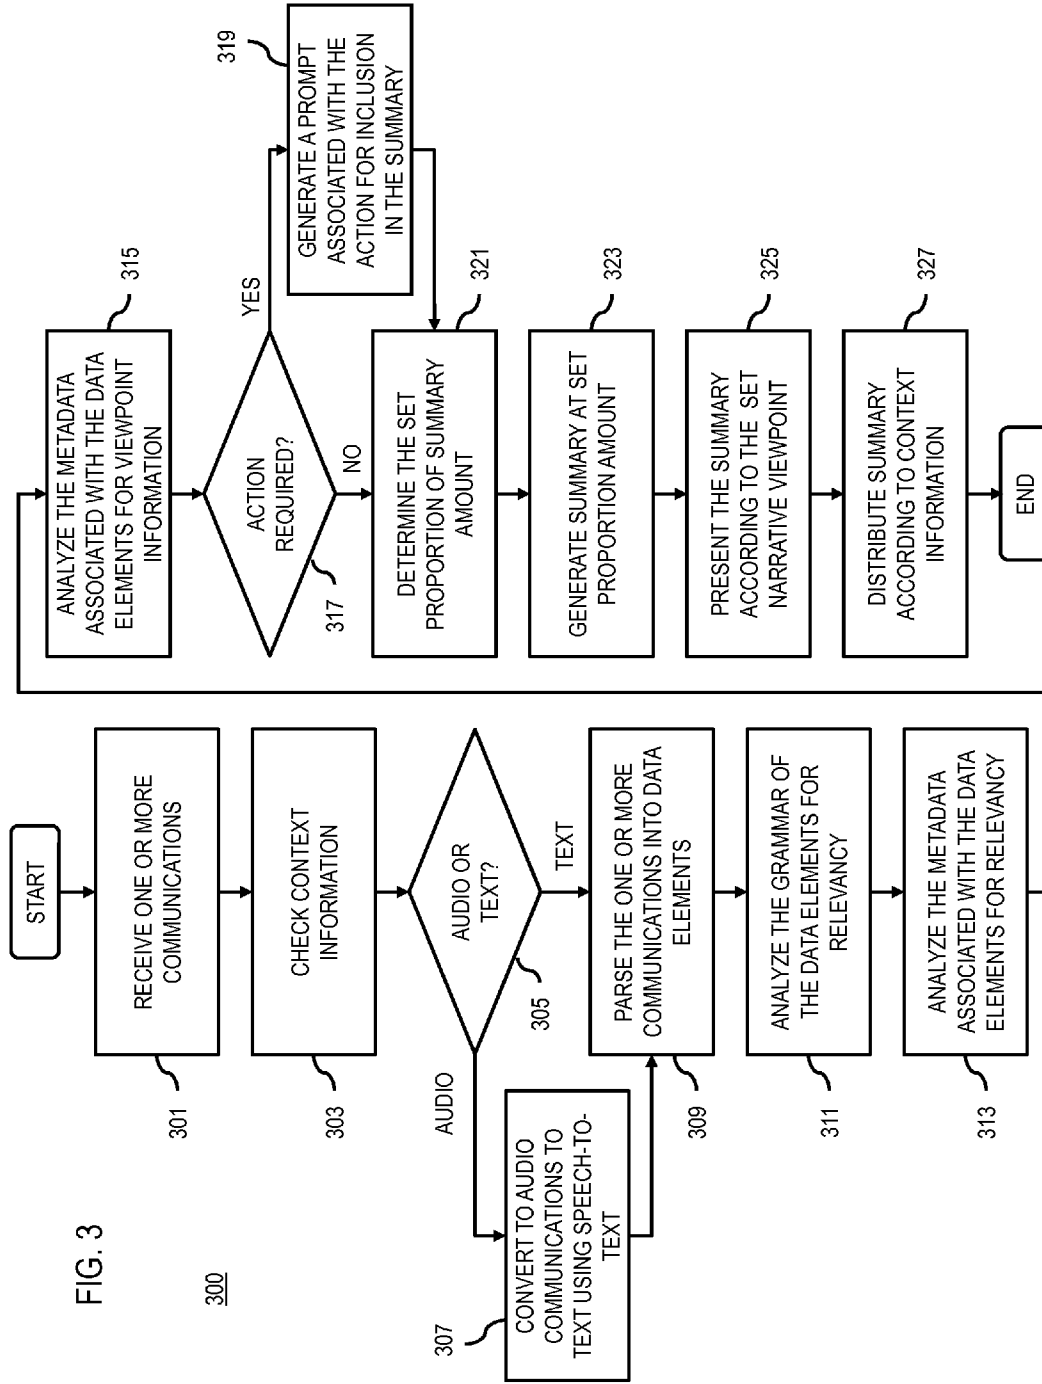 FIG. 3
300
START
RECEIVE ONE OR MORE
COMMUNICATIONS
301
CHECK CONTEXT
INFORMATION
303
AUDIO OR
TEXT?
305
AUDIO
TEXT
CONVERT TO AUDIO
COMMUNICATIONS TO
TEXT USING SPEECH-TO-
TEXT
307
PARSE THE ONE OR MORE
COMMUNICATIONS INTO DATA
ELEMENTS
309
ANALYZE THE GRAMMAR OF
THE DATA ELEMENTS FOR
RELEVANCY
311
ANALYZE THE METADATA
ASSOCIATED WITH THE DATA
ELEMENTS FOR RELEVANCY
313
ANALYZE THE METADATA
ASSOCIATED WITH THE DATA
ELEMENTS FOR VIEWPOINT
INFORMATION
315
ACTION
REQUIRED?
317
YES
NO
GENERATE A PROMPT
ASSOCIATED WITH THE
ACTION FOR INCLUSION
IN THE SUMMARY
319
DETERMINE THE SET
PROPORTION OF SUMMARY
AMOUNT
321
GENERATE SUMMARY AT SET
PROPORTION AMOUNT
323
PRESENT THE SUMMARY
ACCORDING TO THE SET
NARRATIVE VIEWPOINT
325
DISTRIBUTE SUMMARY
ACCORDING TO CONTEXT
INFORMATION
327
END